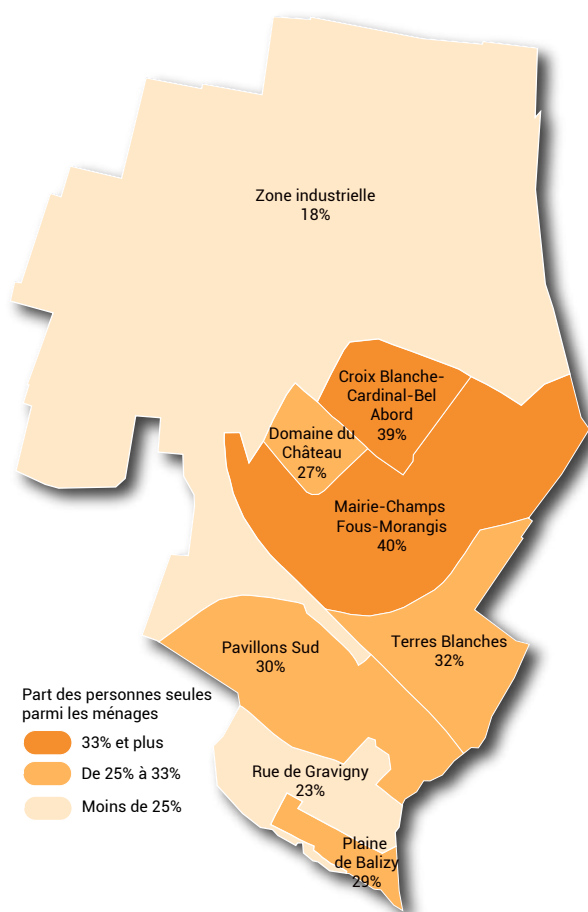 Zone industrielle
18%
Croix Blanche-
Cardinal-Bel
Abord
39%
Domaine du
Château
27%
Mairie-Champs
Fous-Morangis
40%
Pavillons Sud
30%
Terres Blanches
32%
Part des personnes seules
parmi les ménages
33% et plus
De 25% à 33%
Moins de 25%
Rue de Gravigny
23%
Plaine
de Balizy
29%